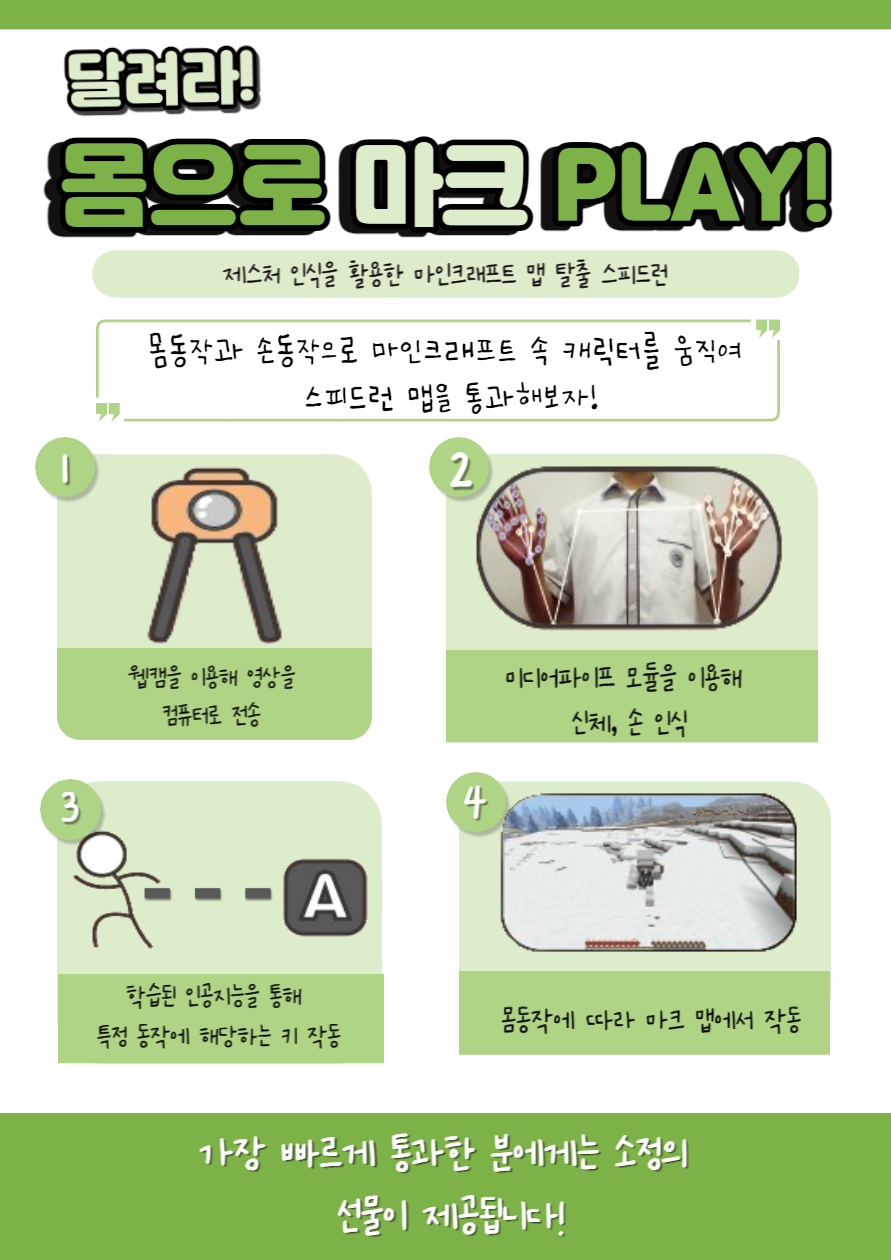 달려라!
몸으로 마크 PLAY!
제스처 인식을 활용한 마인크래프트 맵 탈출 스피드런
몸동작과 손동작으로 마인크래프트 속 캐릭터를 움직여
스피드런 맵을 통과해보자!
1
웹캠을 이용해 영상을
컴퓨터로 전송
2
미디어파이프 모듈을 이용해
신체, 손 인식
3
A
학습된 인공지능을 통해
특정 동작에 해당하는 키 작동
4
몸동작에 따라 마크 맵에서 작동
가장 빠르게 통과한 분에게는 소정의
선물이 제공됩니다!